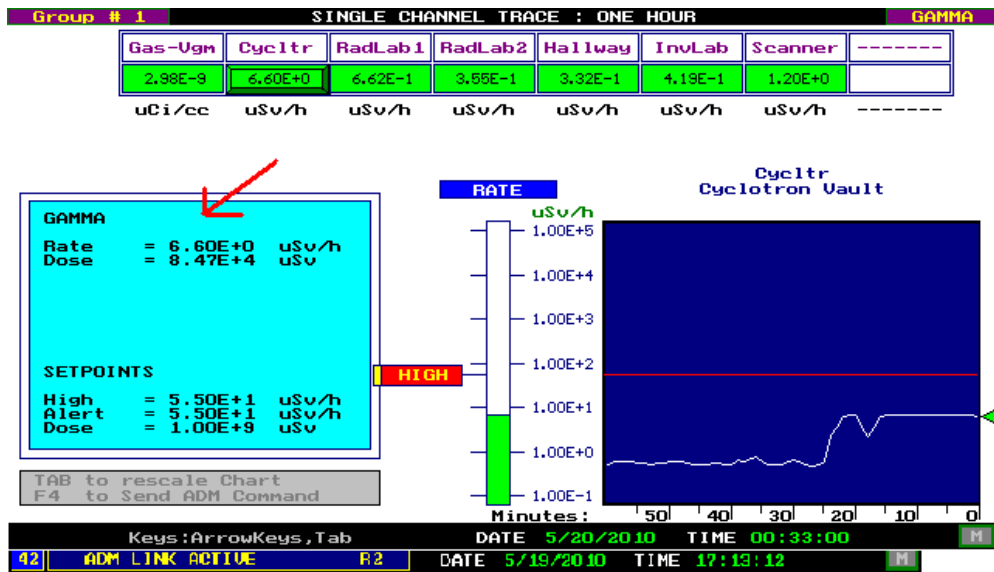 Group # 1 SINGLE CHANNEL TRACE : ONE HOUR GAMMA
Gas-Vgm Cycltr RadLab1 RadLab2 Hallway InvLab Scanner -------
2.98E-9 6.60E+0 6.62E-1 3.55E-1 3.32E-1 4.19E-1 1.20E+0
uCi/cc uSv/h uSv/h uSv/h uSv/h uSv/h uSv/h -------
Cycltr
Cyclotron Vault
RATE
uSv/h
GAMMA
Rate = 6.60E+0 uSv/h
Dose = 8.47E+4 uSv
SETPOINTS
High = 5.50E+1 uSv/h
Alert = 5.50E+1 uSv/h
Dose = 1.00E+9 uSv
HIGH
1.00E+5
1.00E+4
1.00E+3
1.00E+2
1.00E+1
1.00E+0
1.00E-1
TAB to rescale Chart
F4 to Send ADM Command
Minutes: 50 40 30 20 10 0
Keys:ArrowKeys,Tab DATE 5/20/2010 TIME 00:33:00 M
42 ADM LINK ACTIVE R2 DATE 5/19/2010 TIME 17:13:12 M